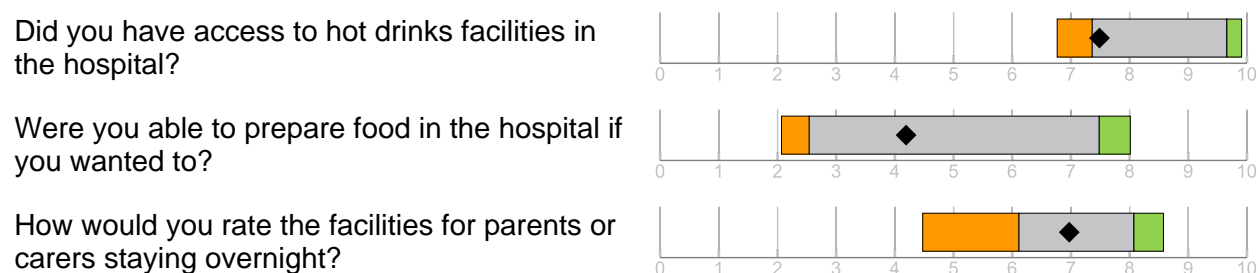 Did you have access to hot drinks facilities in
the hospital?
0 1 2 3 4 5 6 7 8 9 10
Were you able to prepare food in the hospital if
you wanted to?
0 1 2 3 4 5 6 7 8 9 10
How would you rate the facilities for parents or
carers staying overnight?
0 1 2 3 4 5 6 7 8 9 10